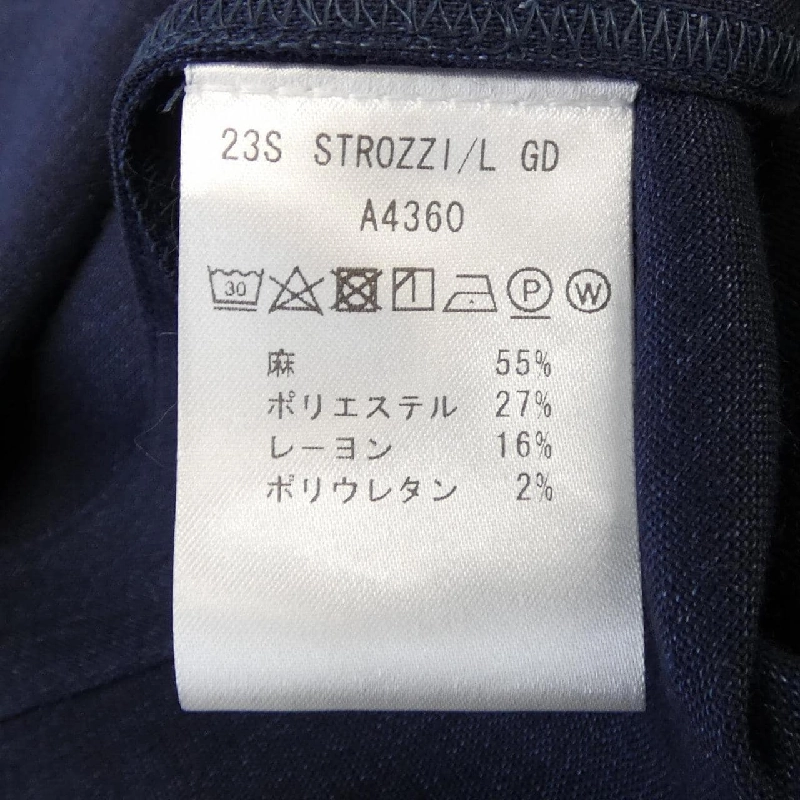 23S STROZZI/L GD
A4360
30 P W
麻 55%
ポリエステル 27%
レーヨン 16%
ポリウレタン 2%